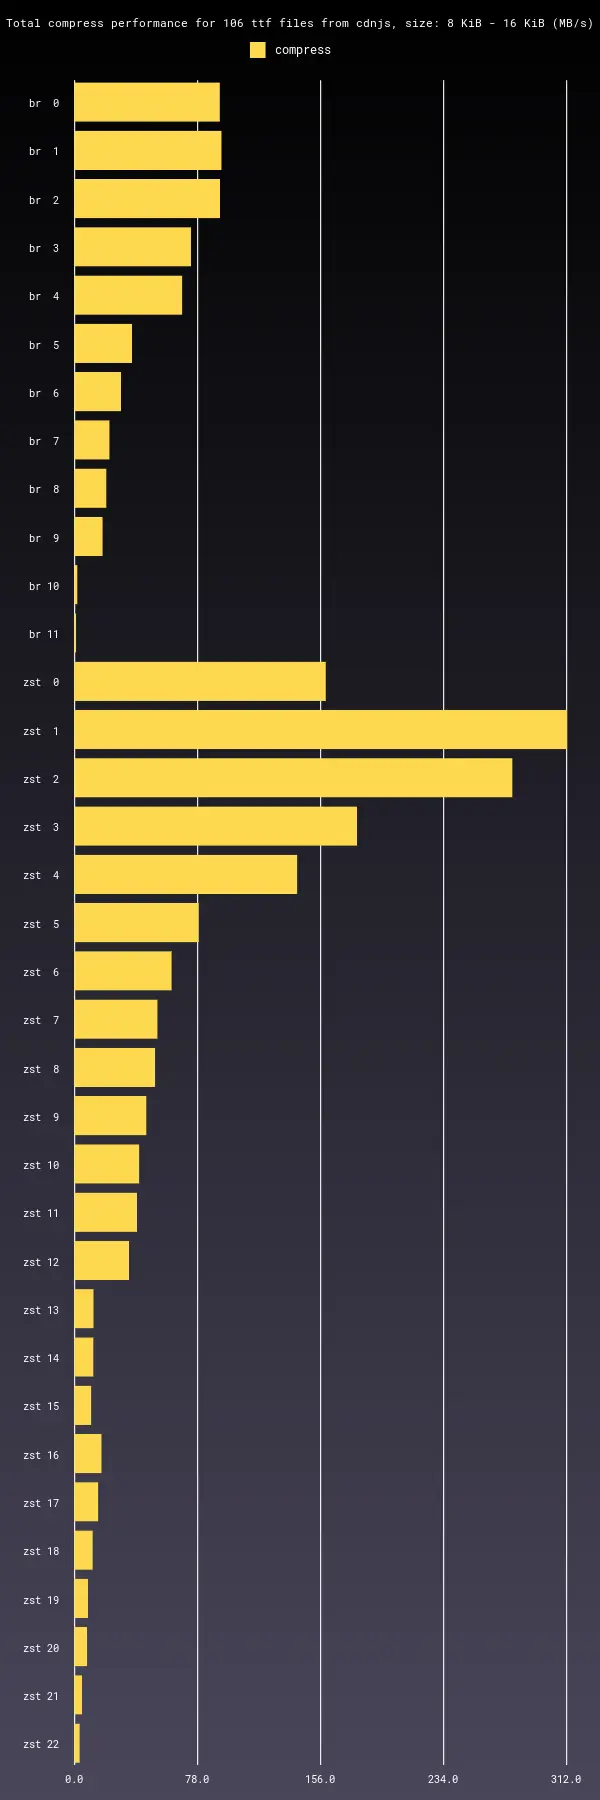 Total compress performance for 106 ttf files from cdnjs, size: 8 KiB - 16 KiB (MB/s)
compress
br 0
br 1
br 2
br 3
br 4
br 5
br 6
br 7
br 8
br 9
br 10
br 11
zst 0
zst 1
zst 2
zst 3
zst 4
zst 5
zst 6
zst 7
zst 8
zst 9
zst 10
zst 11
zst 12
zst 13
zst 14
zst 15
zst 16
zst 17
zst 18
zst 19
zst 20
zst 21
zst 22
0.0 78.0 156.0 234.0 312.0